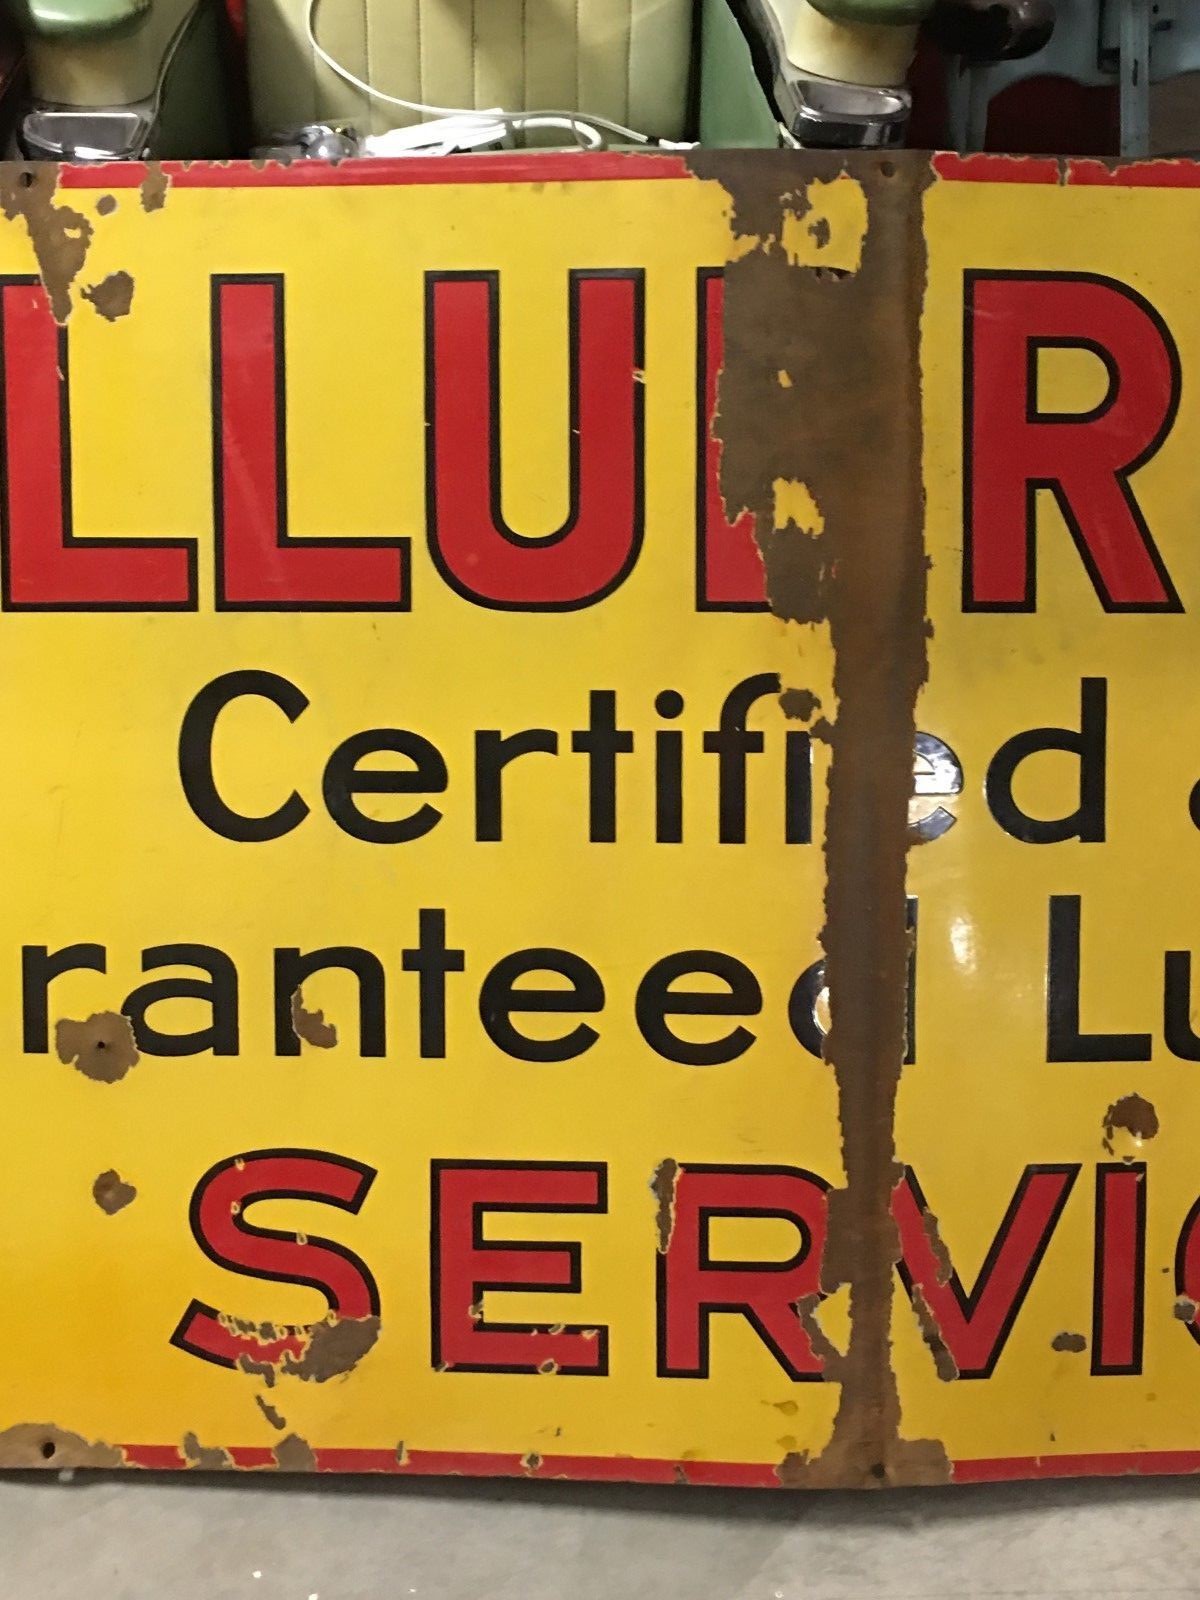 LLUBR
Certified
ranteed Lu
SERVIC